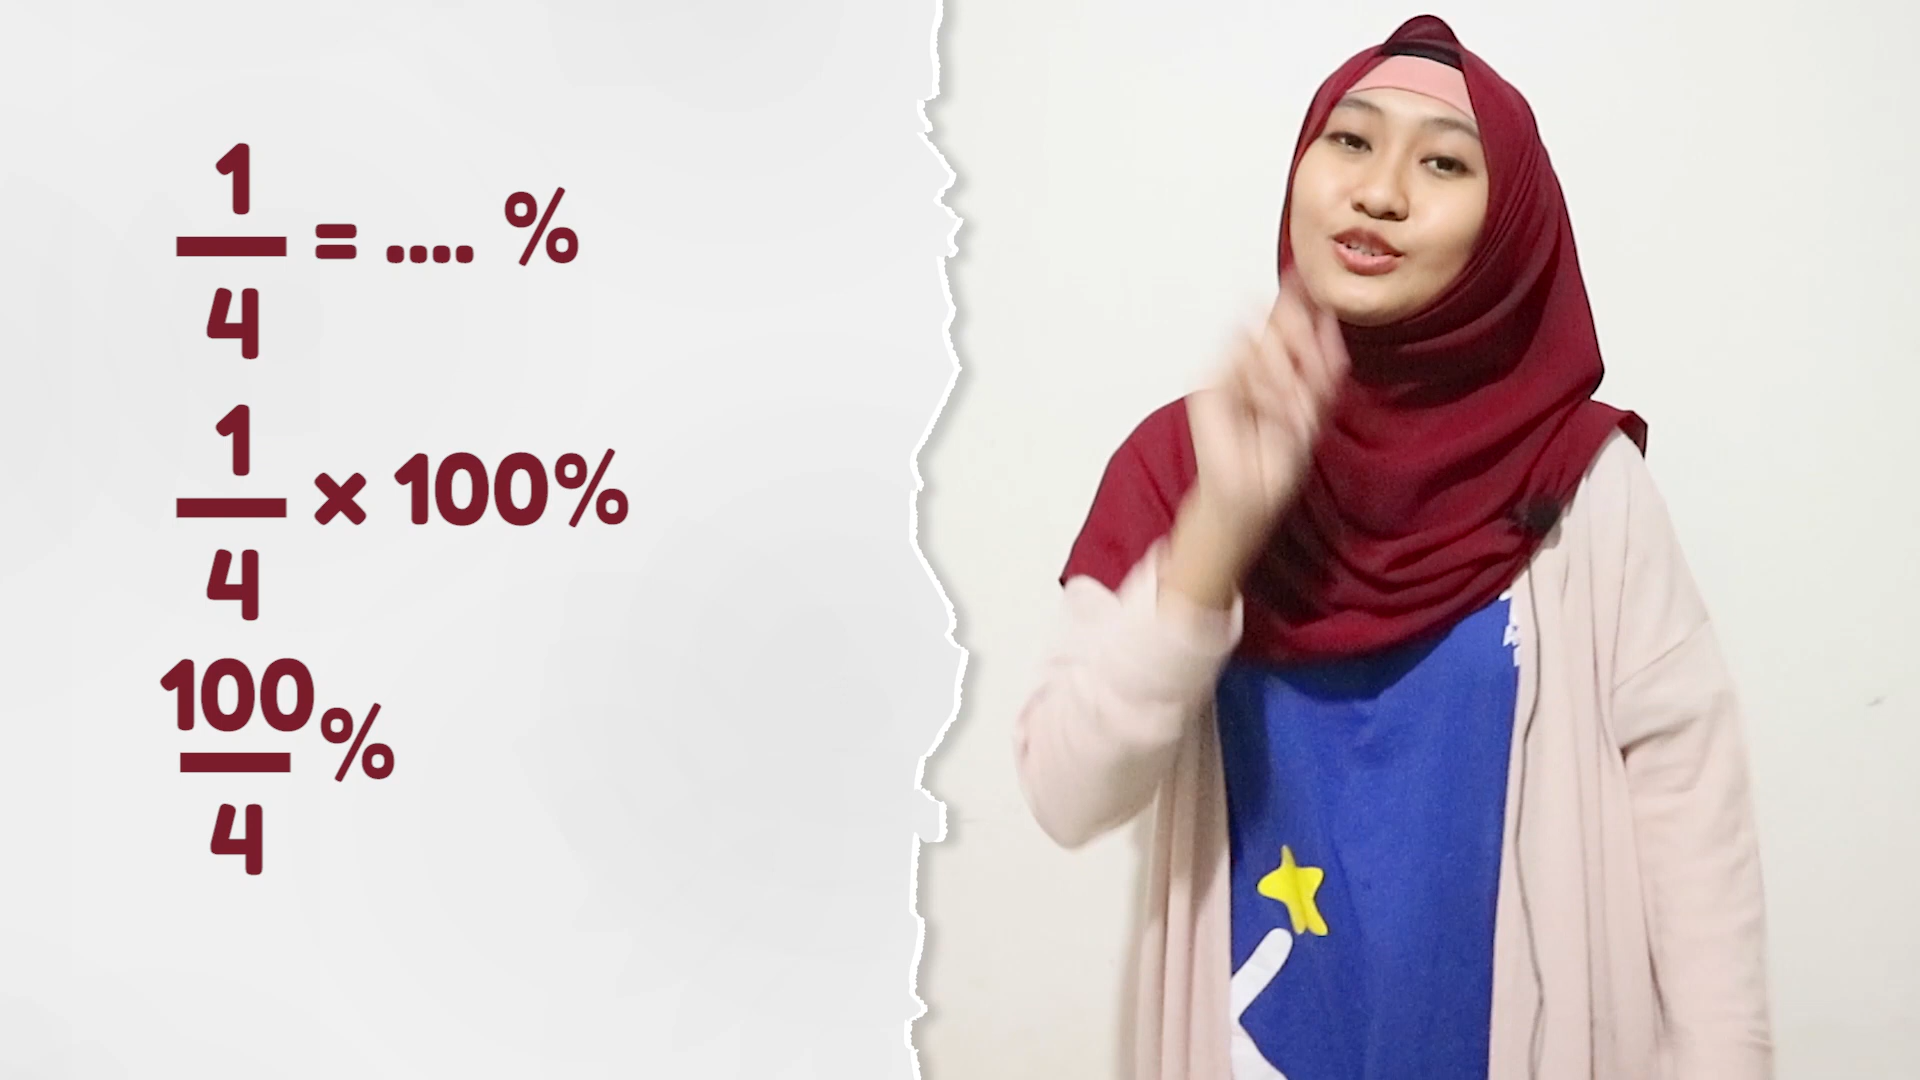 1/4 = .... %
1/4 × 100%
100/4 %